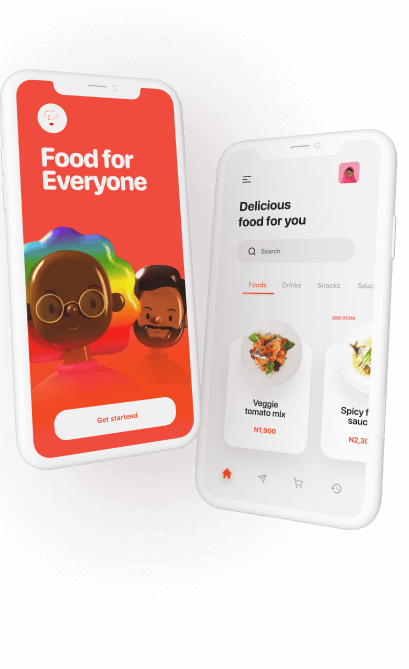 Food for
Everyone
Get starteed
Delicious
food for you
Search
Foods Drinks Snacks Sauc
see more
Veggie
tomato mix
N1,900
Spicy f
sauc
N2,30